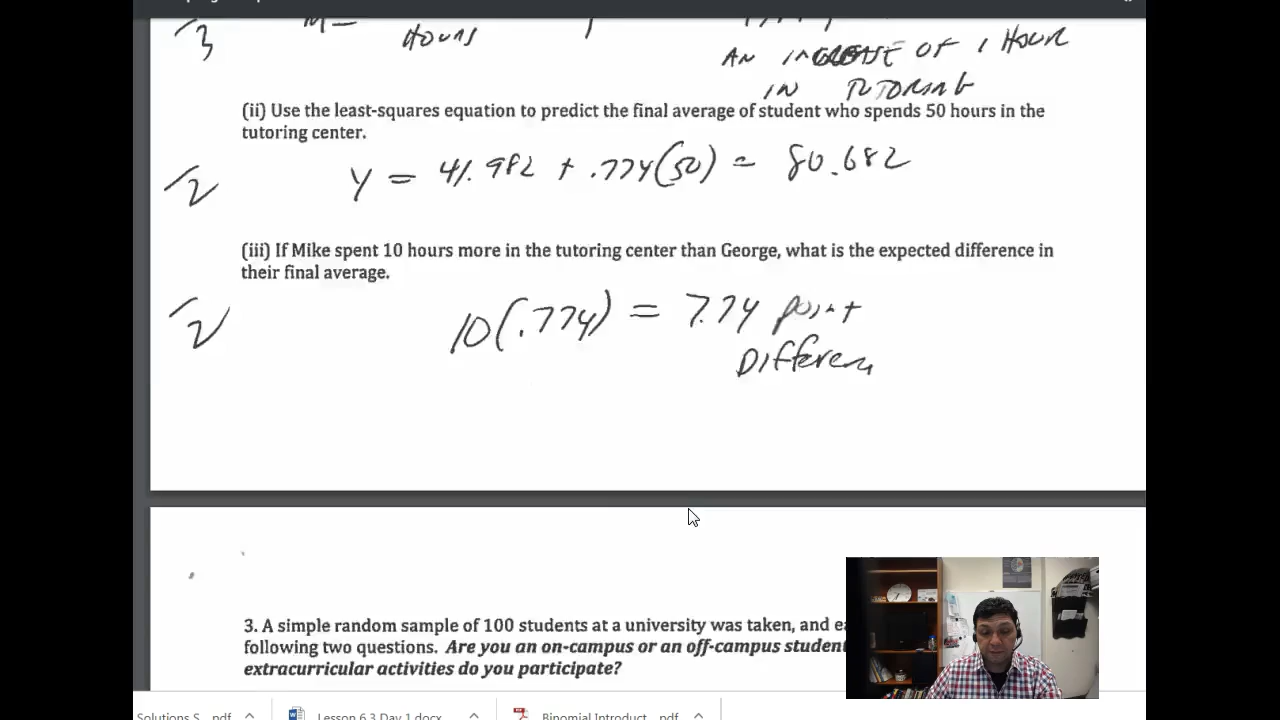 /3
HOURS
AN INCREASE OF 1 HOUR
IN TUTORING
(ii) Use the least-squares equation to predict the final average of student who spends 50 hours in the
tutoring center.
/2
Y = 41.982 + .774(50) = 80.682
(iii) If Mike spent 10 hours more in the tutoring center than George, what is the expected difference in
their final average.
/2
10(.774) = 7.74 point
Difference
3. A simple random sample of 100 students at a university was taken, and ea
following two questions. Are you an on-campus or an off-campus student
extracurricular activities do you participate?
Solutions S....pdf
Lesson 6.3 Day 1.docx
Binomial Introduct....pdf